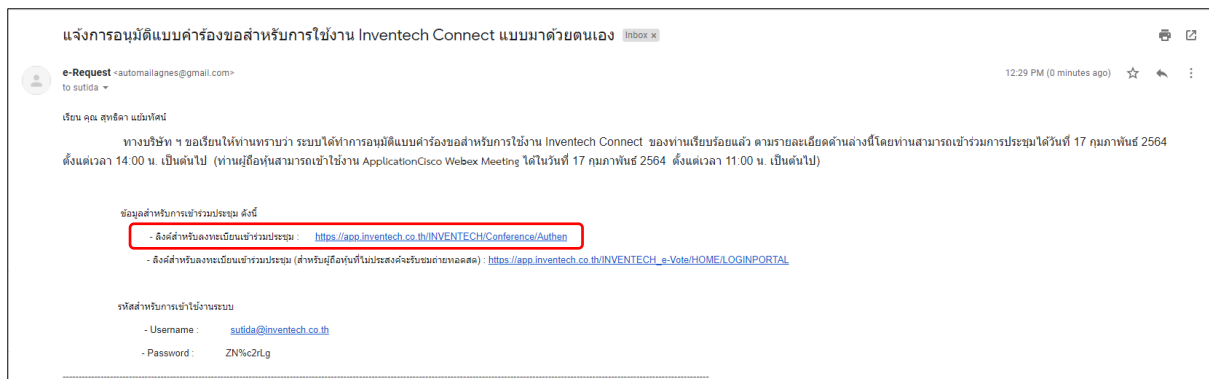 แจ้งการอนุมัติแบบคำร้องขอสำหรับการใช้งาน Inventech Connect แบบมาด้วยตนเอง Inbox x
e-Request <automailagnes@gmail.com> 12:29 PM (0 minutes ago)
to sutida
เรียน คุณ สุทธิดา แย้มทัศน์
ทางบริษัท ฯ ขอเรียนให้ท่านทราบว่า ระบบได้ทำการอนุมัติแบบคำร้องขอสำหรับการใช้งาน Inventech Connect ของท่านเรียบร้อยแล้ว ตามรายละเอียดด้านล่างนี้โดยท่านสามารถเข้าร่วมการประชุมได้วันที่ 17 กุมภาพันธ์ 2564
ตั้งแต่เวลา 14:00 น. เป็นต้นไป (ท่านผู้ถือหุ้นสามารถเข้าใช้งาน ApplicationCisco Webex Meeting ได้ในวันที่ 17 กุมภาพันธ์ 2564 ตั้งแต่เวลา 11:00 น. เป็นต้นไป)
ข้อมูลสำหรับการเข้าร่วมประชุม ดังนี้
- ลิงค์สำหรับลงทะเบียนเข้าร่วมประชุม : https://app.inventech.co.th/INVENTECH/Conference/Authen
- ลิงค์สำหรับลงทะเบียนเข้าร่วมประชุม (สำหรับผู้ถือหุ้นที่ไม่ประสงค์จะรับชมถ่ายทอดสด) : https://app.inventech.co.th/INVENTECH_e-Vote/HOME/LOGINPORTAL
รหัสสำหรับการเข้าใช้งานระบบ
- Username : sutida@inventech.co.th
- Password : ZN%c2rLg